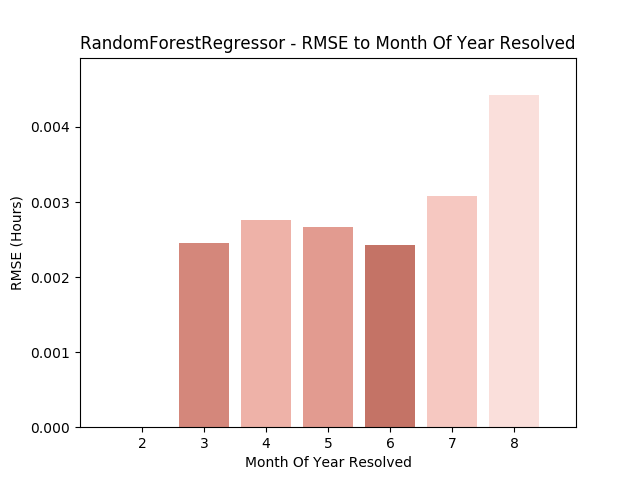 RandomForestRegressor - RMSE to Month Of Year Resolved
0.004
0.003
0.002
0.001
0.000
RMSE (Hours)
2 3 4 5 6 7 8
Month Of Year Resolved